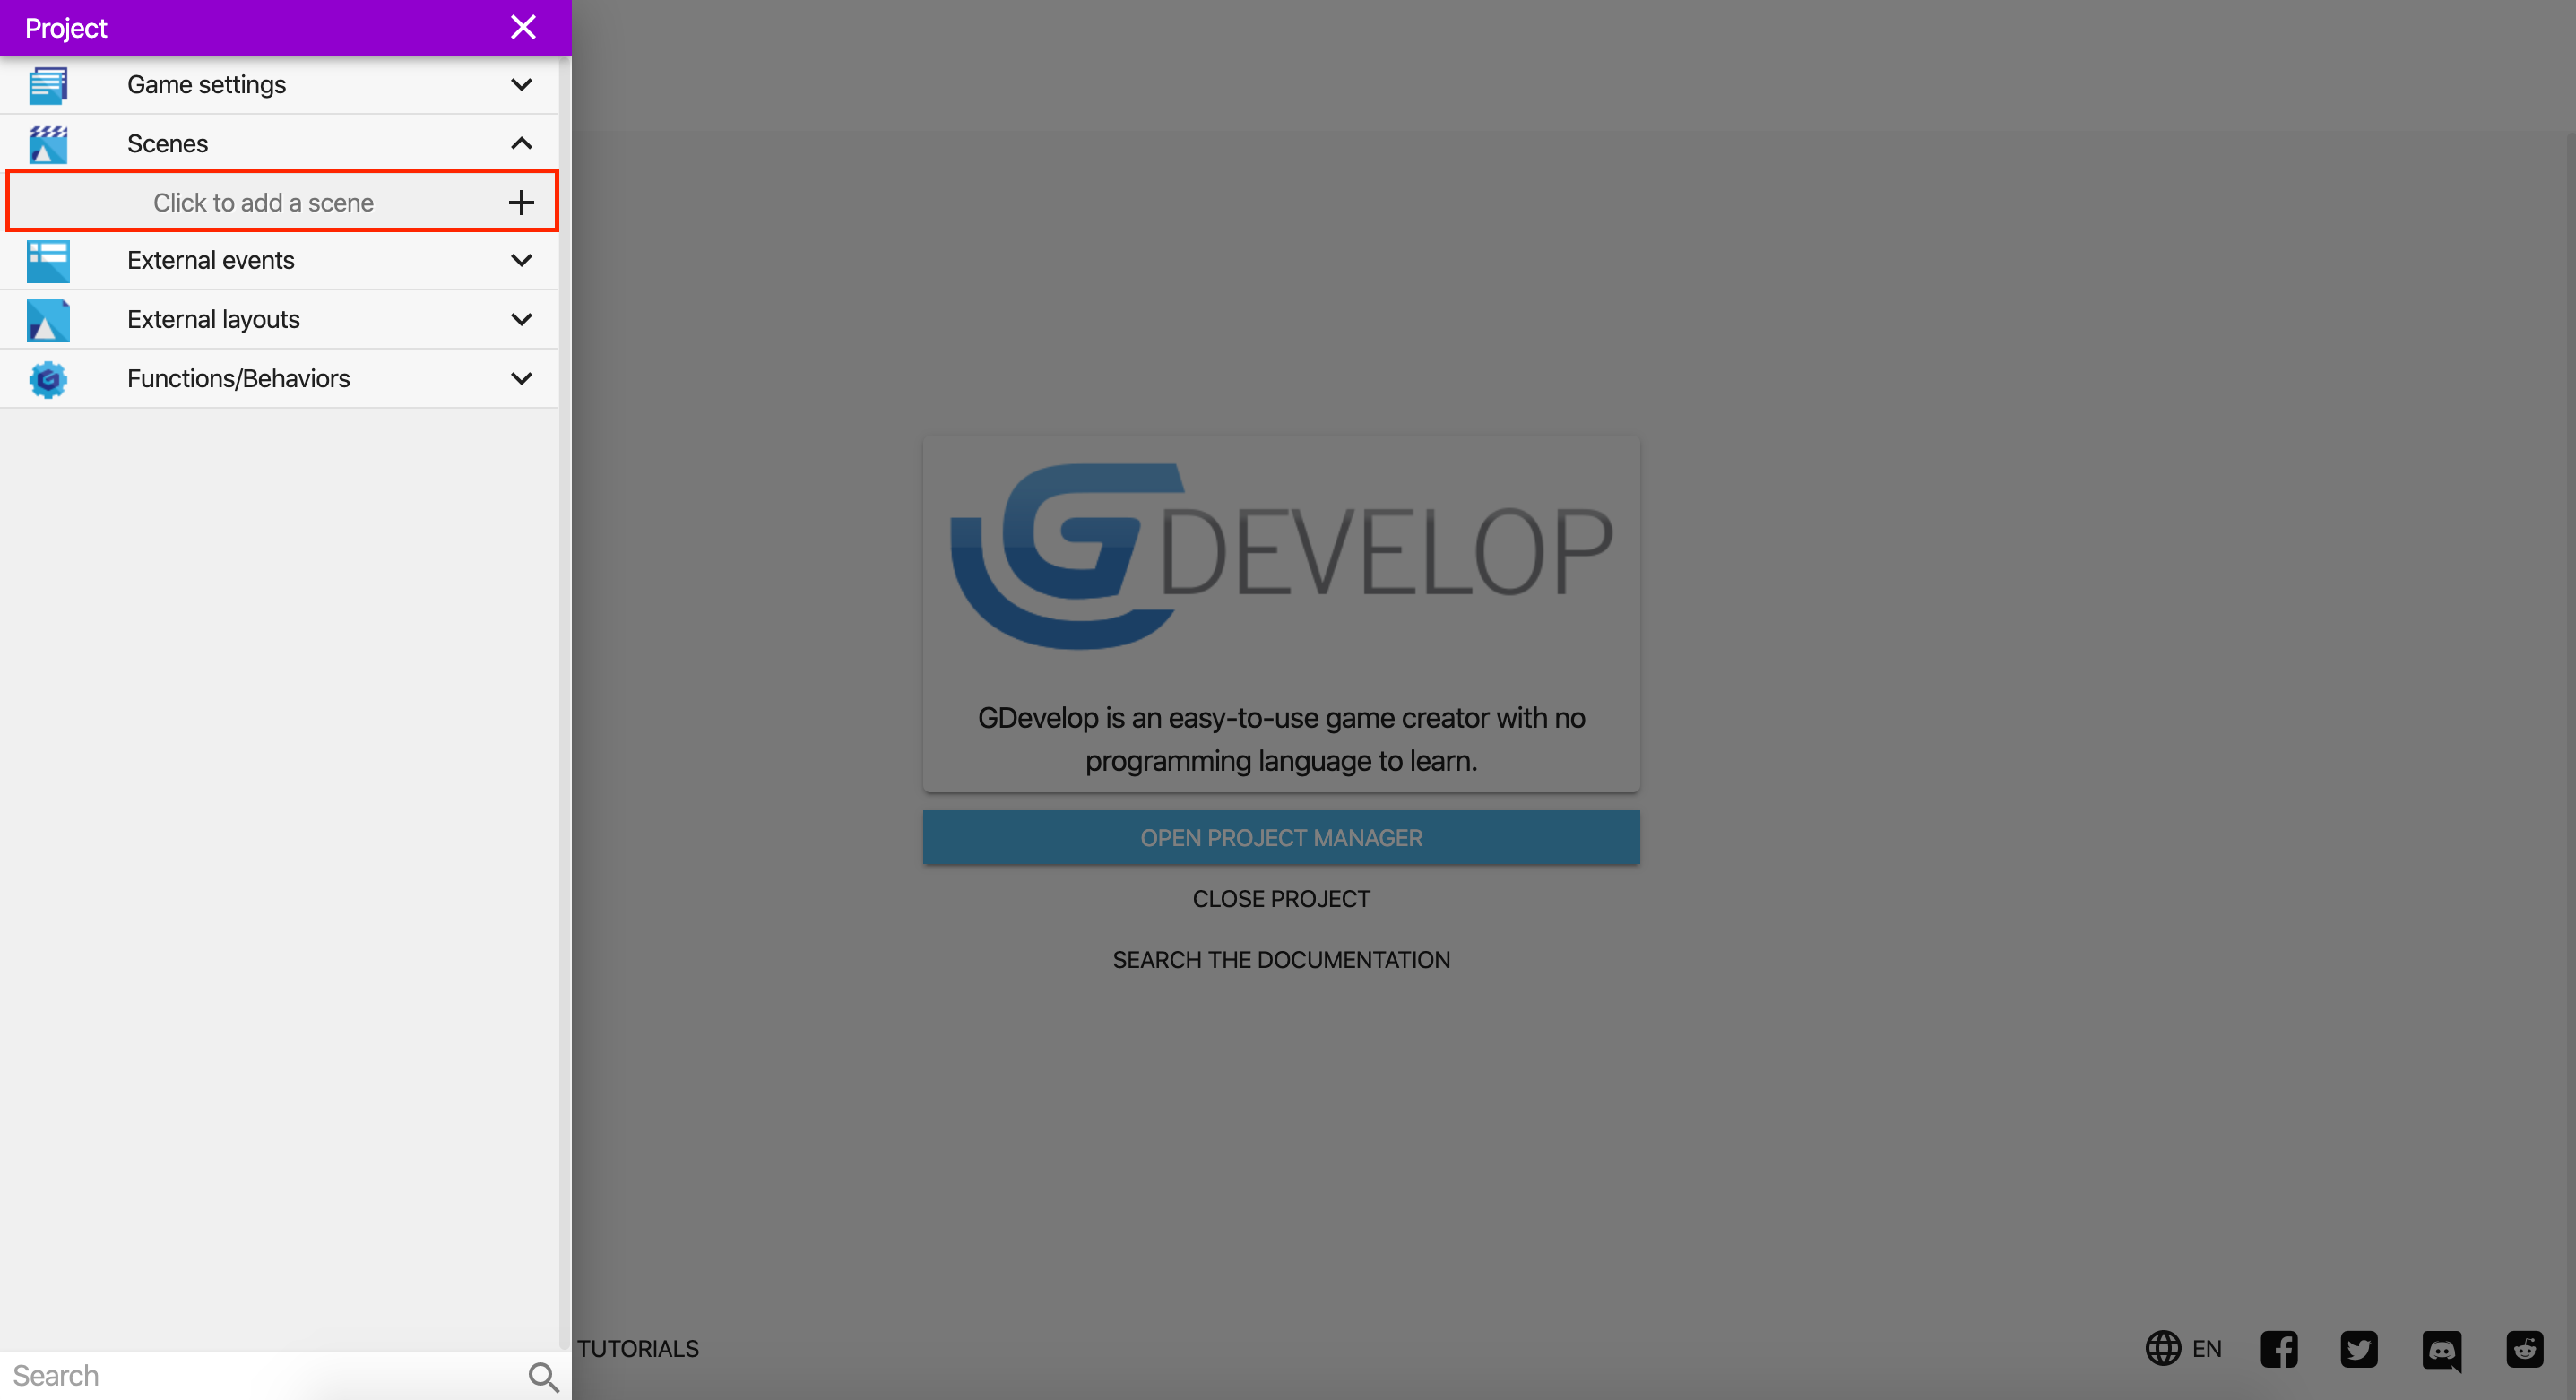 Project
Game settings
Scenes
Click to add a scene
External events
External layouts
Functions/Behaviors
Search
GDEVELOP
GDevelop is an easy-to-use game creator with no
programming language to learn.
OPEN PROJECT MANAGER
CLOSE PROJECT
SEARCH THE DOCUMENTATION
TUTORIALS
EN